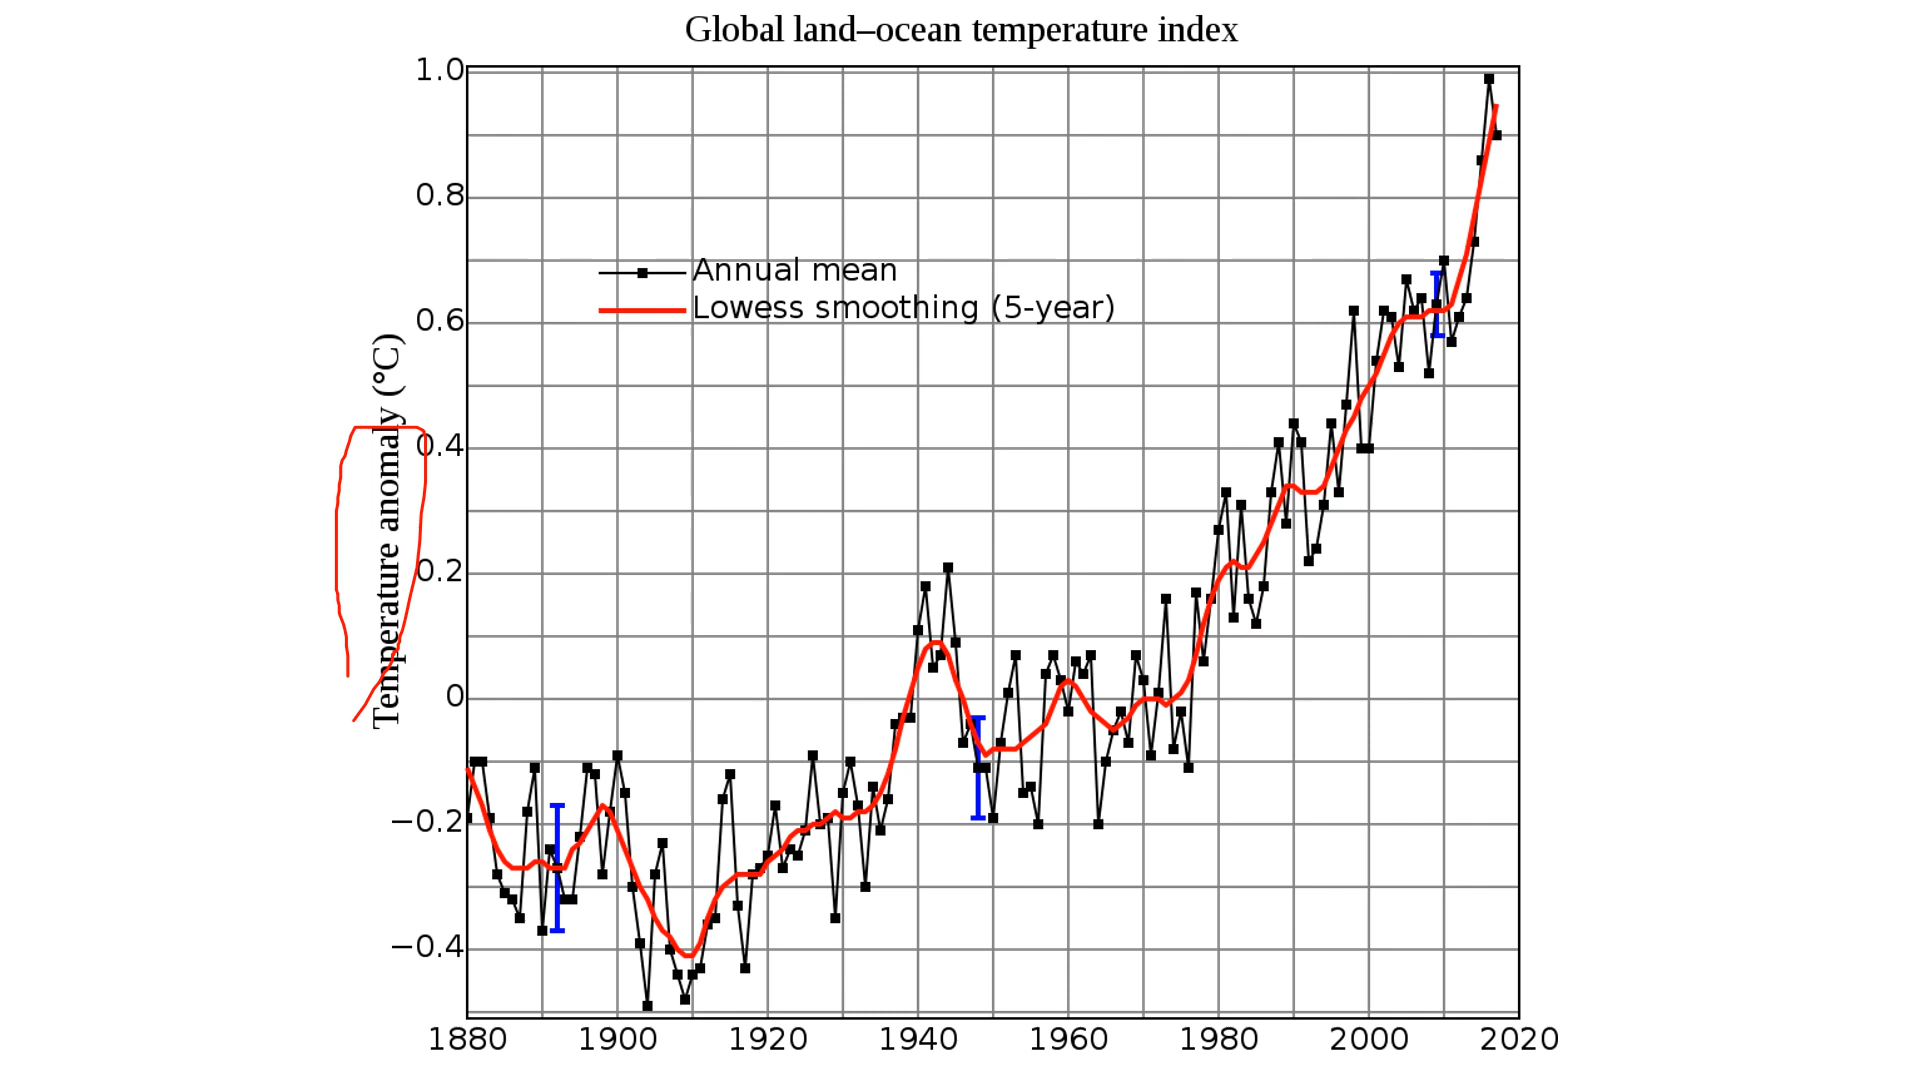 Global land–ocean temperature index
1.0
0.8
0.6
0.4
0.2
0
−0.2
−0.4
Temperature anomaly (°C)
Annual mean
Lowess smoothing (5-year)
1880 1900 1920 1940 1960 1980 2000 2020